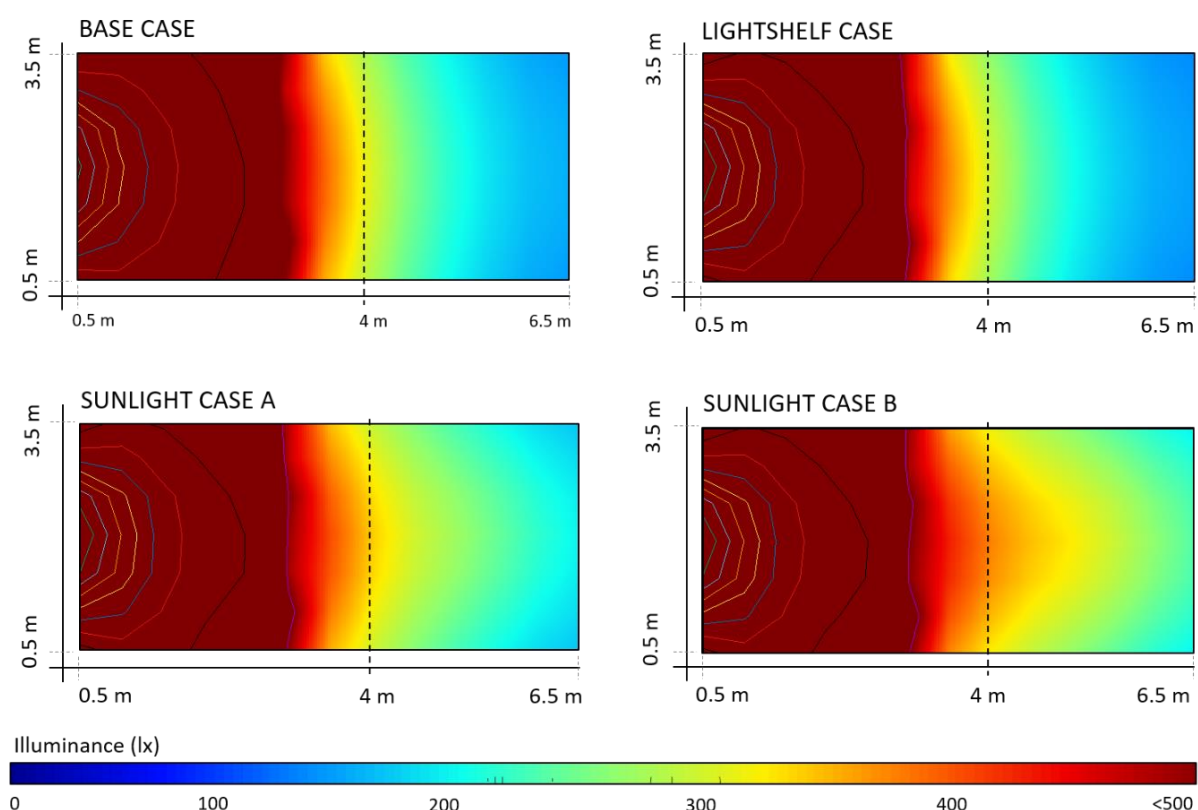 BASE CASE
3.5 m
0.5 m
0.5 m 4 m 6.5 m
LIGHTSHELF CASE
3.5 m
0.5 m
0.5 m 4 m 6.5 m
SUNLIGHT CASE A
3.5 m
0.5 m
0.5 m 4 m 6.5 m
SUNLIGHT CASE B
3.5 m
0.5 m
0.5 m 4 m 6.5 m
Illuminance (lx)
0 100 200 300 400 <500